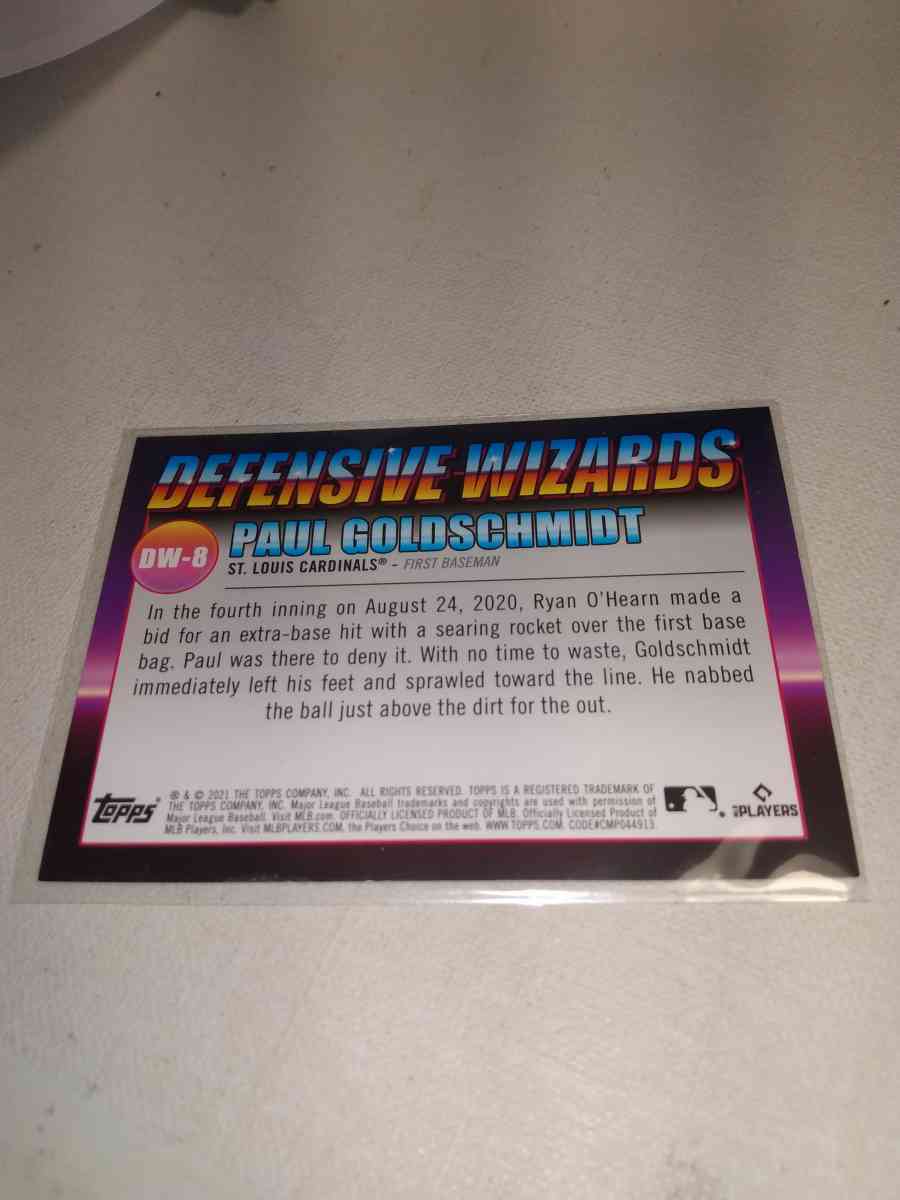 DEFENSIVE WIZARDS
DW-8
PAUL GOLDSCHMIDT
ST. LOUIS CARDINALS® - FIRST BASEMAN
In the fourth inning on August 24, 2020, Ryan O'Hearn made a
bid for an extra-base hit with a searing rocket over the first base
bag. Paul was there to deny it. With no time to waste, Goldschmidt
immediately left his feet and sprawled toward the line. He nabbed
the ball just above the dirt for the out.
Topps®
® & © 2021 THE TOPPS COMPANY, INC. ALL RIGHTS RESERVED. TOPPS IS A REGISTERED TRADEMARK OF
THE TOPPS COMPANY, INC. Major League Baseball trademarks and copyrights are used with permission of
Major League Baseball. Visit MLB.com. OFFICIALLY LICENSED PRODUCT OF MLB. Officially Licensed Product of
MLB Players, Inc. Visit MLBPLAYERS.COM, the Players Choice on the web. WWW.TOPPS.COM. CODE#CMP044913
PLAYERS